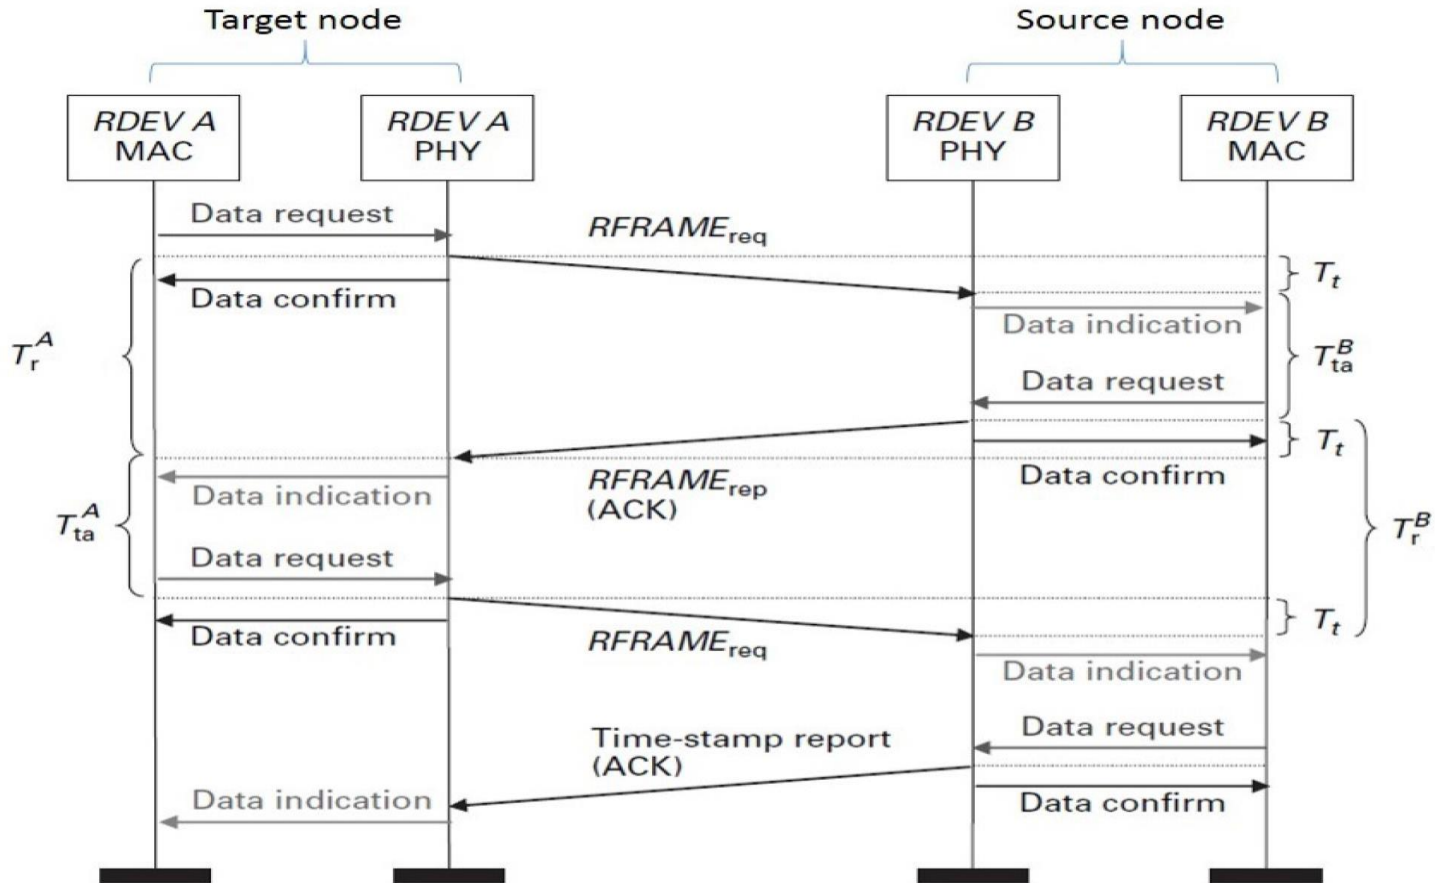 Target node
Source node
RDEV A
MAC
RDEV A
PHY
RDEV B
PHY
RDEV B
MAC
Data request
RFRAMEreq
Tt
Data confirm
Data indication
TrA
TtaB
Data request
Tt
Data confirm
RFRAMErep
(ACK)
Data indication
TtaA
TrB
Data request
Tt
Data confirm
RFRAMEreq
Data indication
Data request
Time-stamp report
(ACK)
Data indication
Data confirm